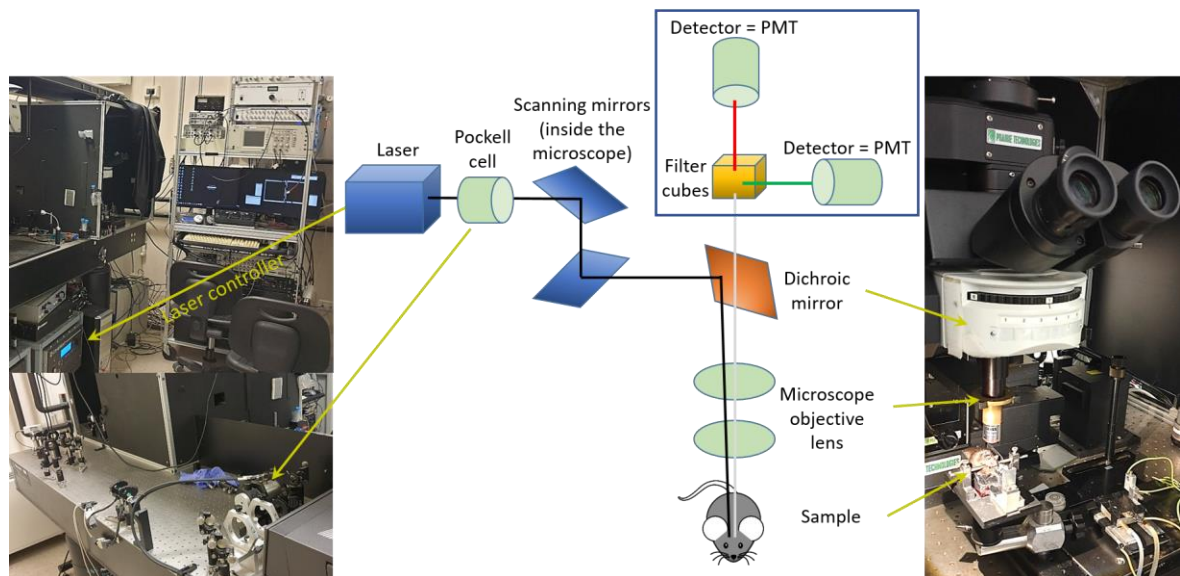 Detector = PMT
Scanning mirrors
(inside the
microscope)
Pockell
cell
Laser
Detector = PMT
Filter
cubes
Laser controller
Dichroic
mirror
Microscope
objective
lens
Sample
PRAIRIE TECHNOLOGIES
TECHNOLOGIES